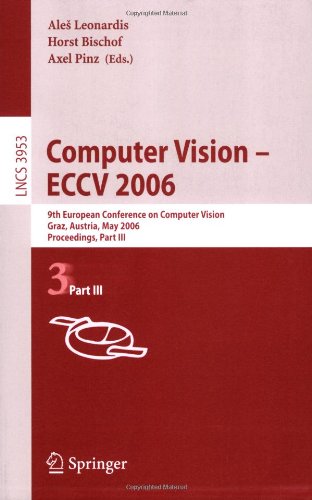 Aleš Leonardis
Horst Bischof
Axel Pinz (Eds.)
LNCS 3953
Computer Vision –
ECCV 2006
9th European Conference on Computer Vision
Graz, Austria, May 2006
Proceedings, Part III
3 Part III
Springer